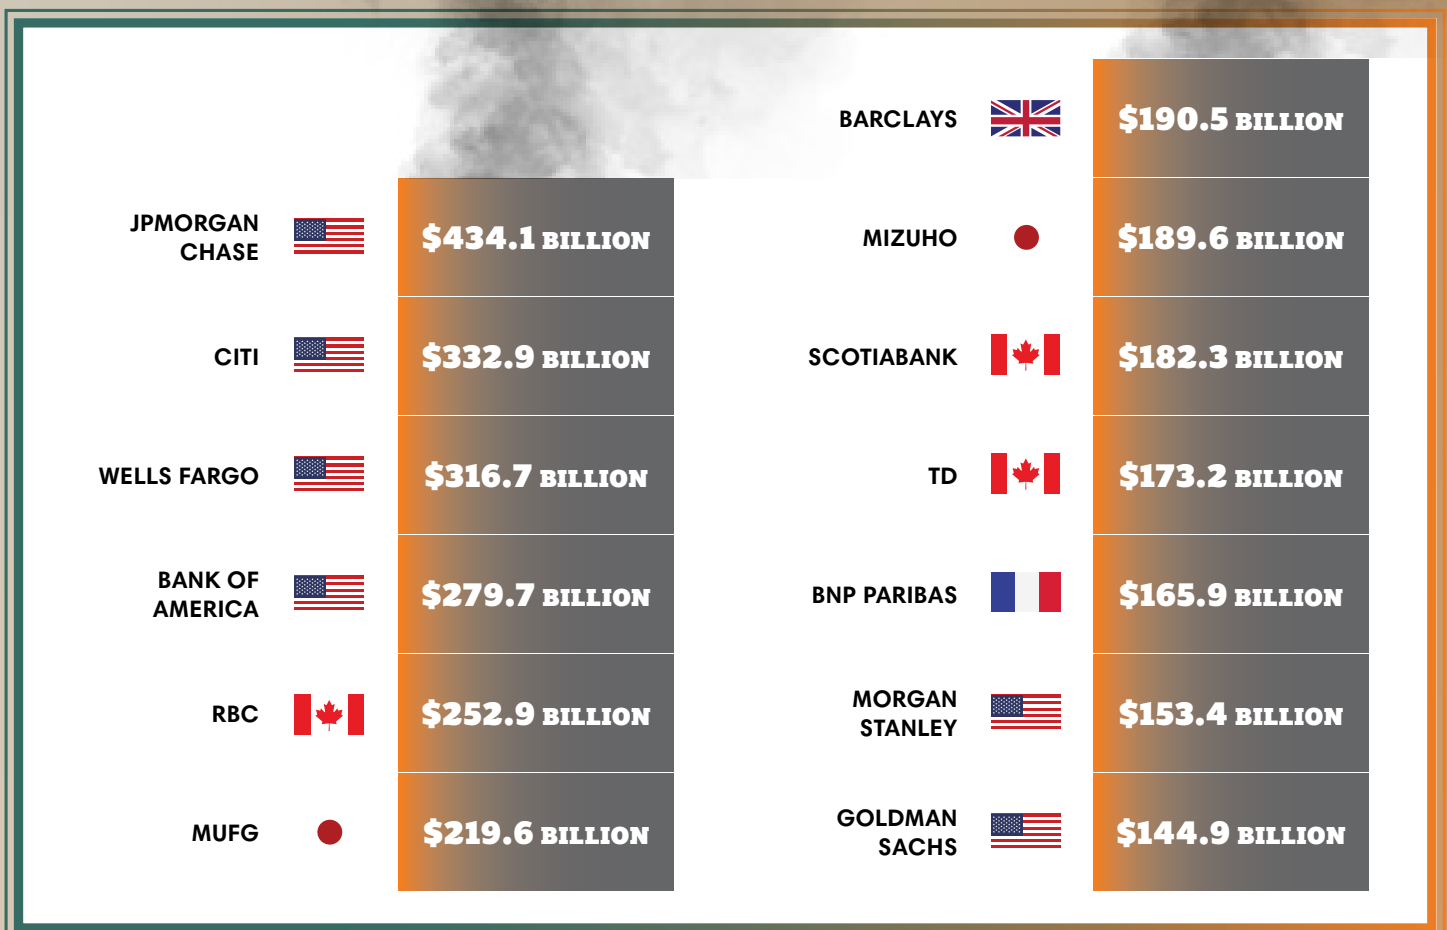 JPMORGAN
CHASE
$434.1 BILLION
CITI
$332.9 BILLION
WELLS FARGO
$316.7 BILLION
BANK OF
AMERICA
$279.7 BILLION
RBC
$252.9 BILLION
MUFG
$219.6 BILLION
BARCLAYS
$190.5 BILLION
MIZUHO
$189.6 BILLION
SCOTIABANK
$182.3 BILLION
TD
$173.2 BILLION
BNP PARIBAS
$165.9 BILLION
MORGAN
STANLEY
$153.4 BILLION
GOLDMAN
SACHS
$144.9 BILLION